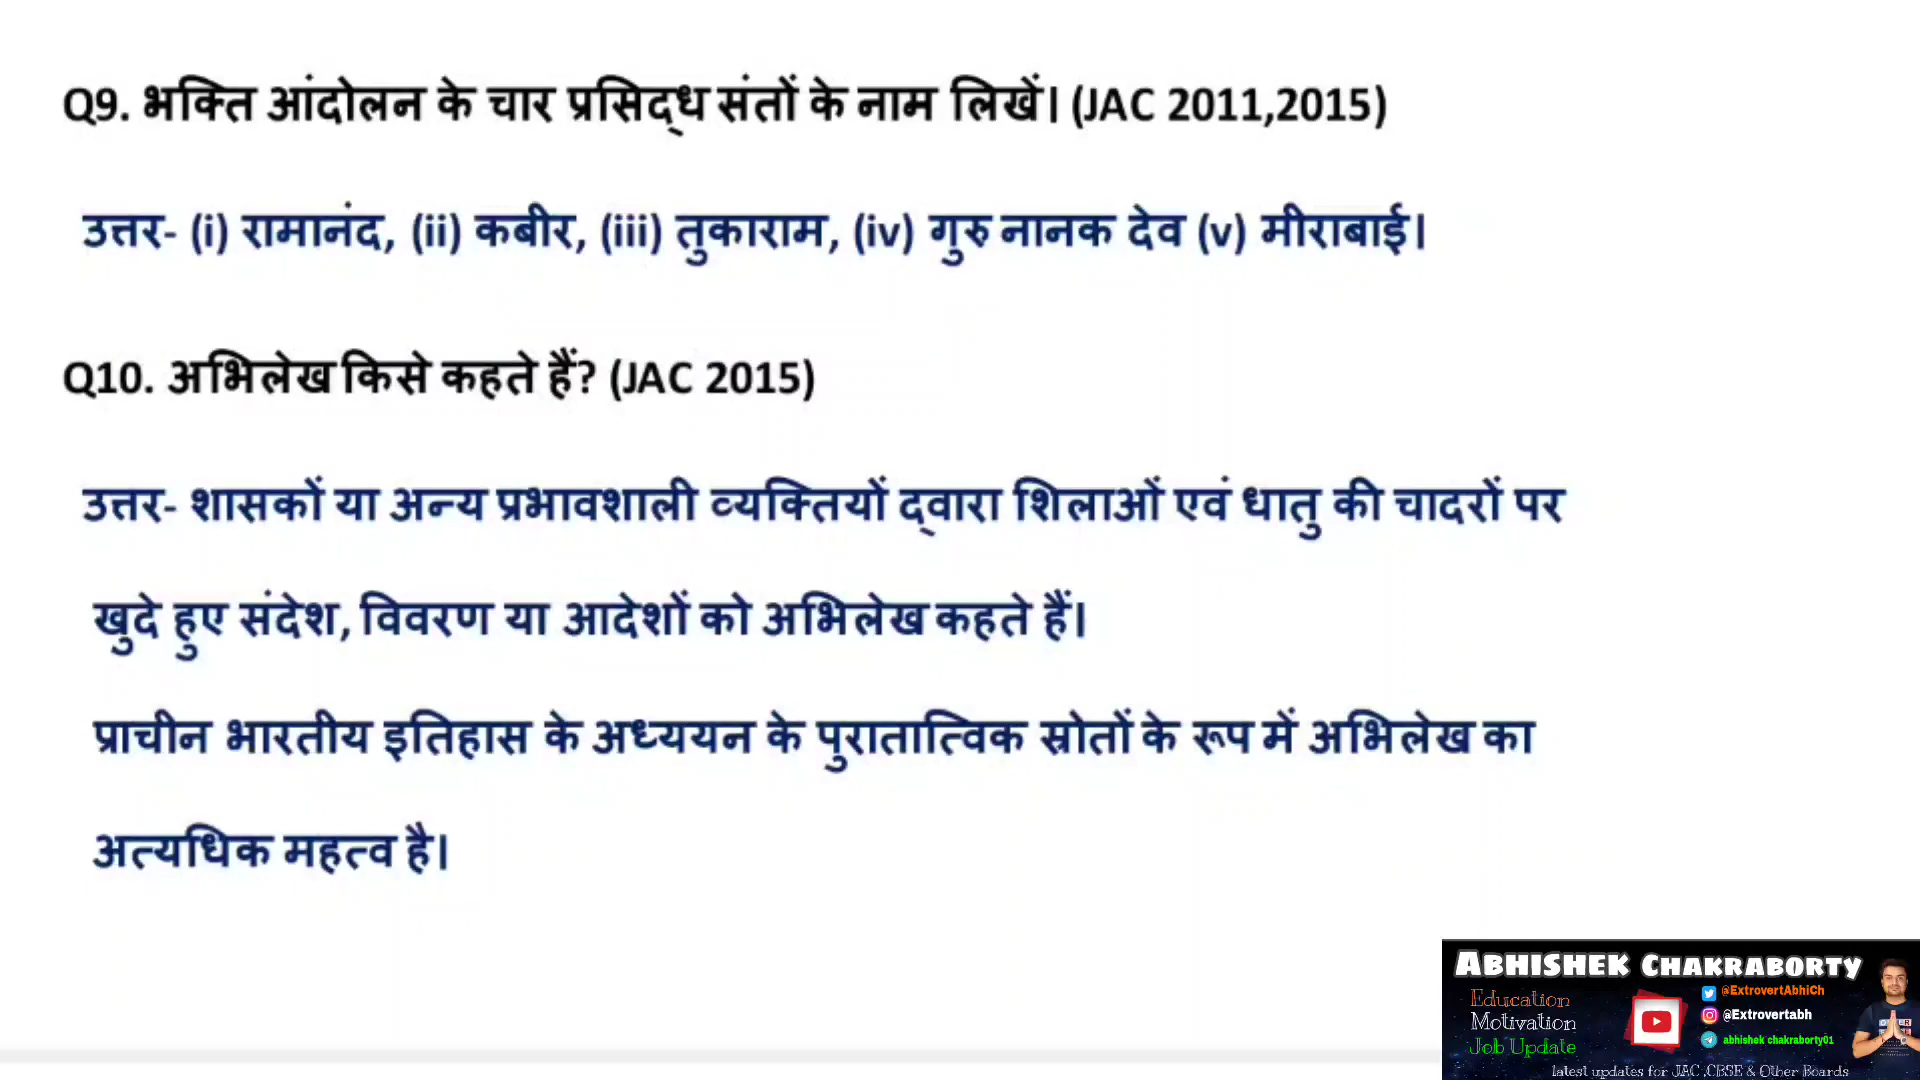 Q9. भक्ति आंदोलन के चार प्रसिद्ध संतों के नाम लिखें। (JAC 2011,2015)
उत्तर- (i) रामानंद, (ii) कबीर, (iii) तुकाराम, (iv) गुरु नानक देव (v) मीराबाई।
Q10. अभिलेख किसे कहते हैं? (JAC 2015)
उत्तर- शासकों या अन्य प्रभावशाली व्यक्तियों द्वारा शिलाओं एवं धातु की चादरों पर
खुदे हुए संदेश, विवरण या आदेशों को अभिलेख कहते हैं।
प्राचीन भारतीय इतिहास के अध्ययन के पुरातात्विक स्रोतों के रूप में अभिलेख का
अत्यधिक महत्व है।
ABHISHEK CHAKRABORTY
Education
Motivation
Job Update
@ExtrovertAbhiCh
@Extrovertabh
abhishek chakraborty01
latest updates for JAC ,CBSE & Other Boards